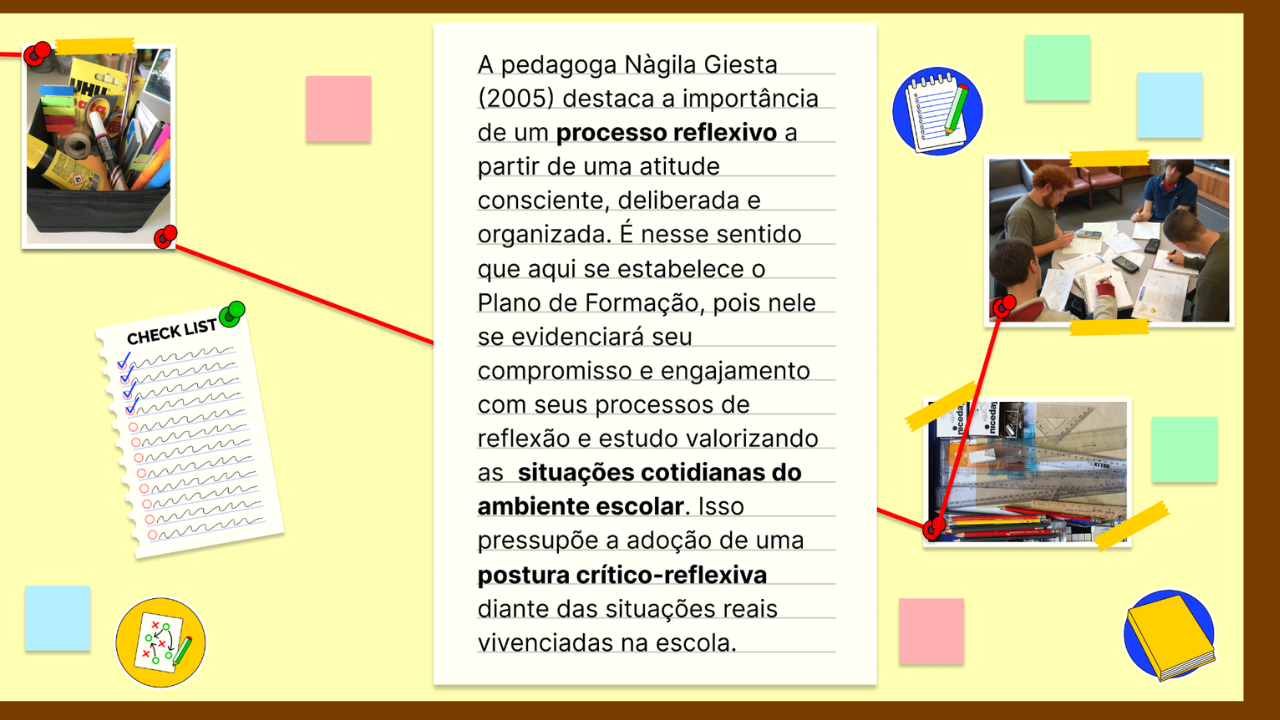 A pedagoga Nàgila Giesta
(2005) destaca a importância
de um processo reflexivo a
partir de uma atitude
consciente, deliberada e
organizada. É nesse sentido
que aqui se estabelece o
Plano de Formação, pois nele
se evidenciará seu
compromisso e engajamento
com seus processos de
reflexão e estudo valorizando
as situações cotidianas do
ambiente escolar. Isso
pressupõe a adoção de uma
postura crítico-reflexiva
diante das situações reais
vivenciadas na escola.
CHECK LIST
UHU
niceday
niceday